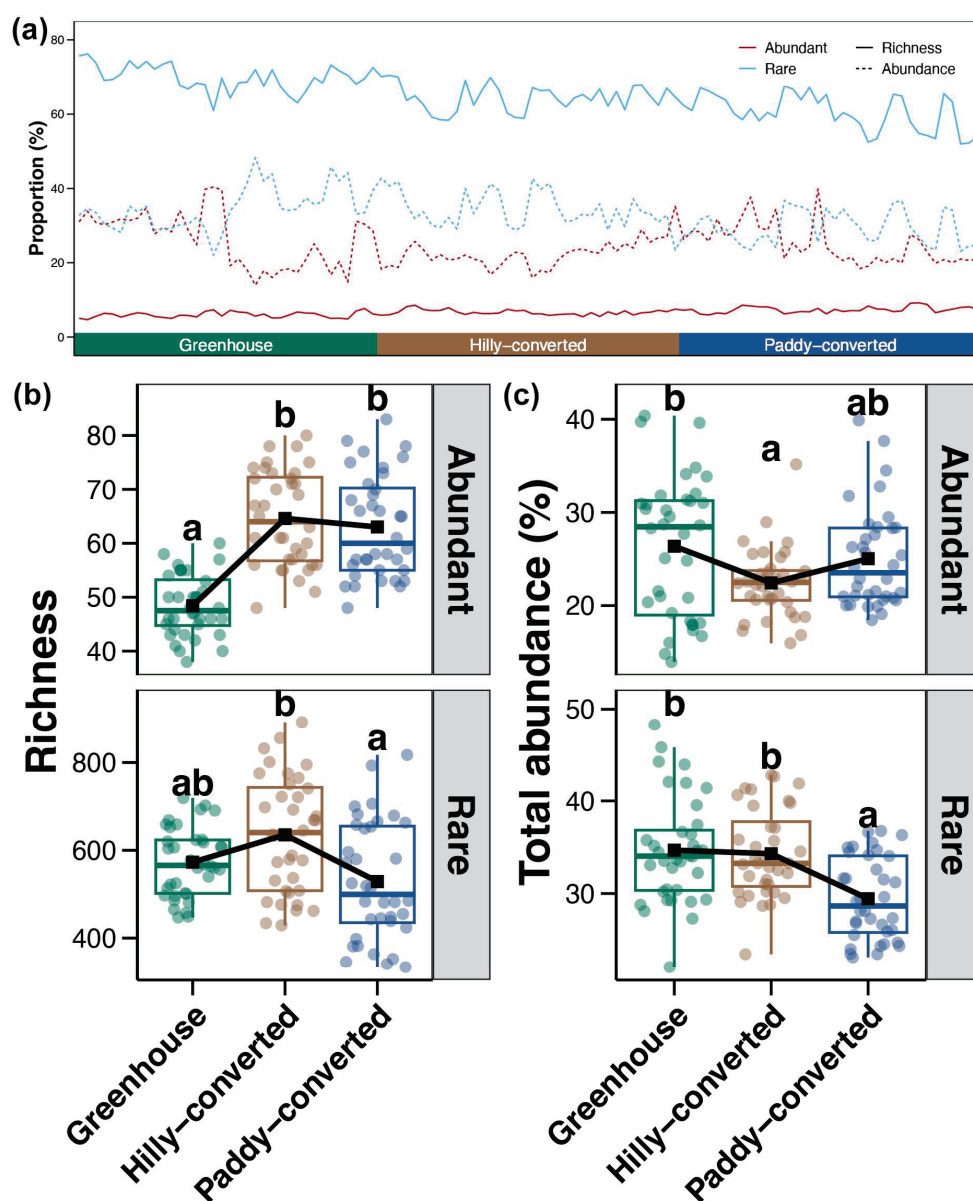 (a)
Proportion (%)
80
60
40
20
0
Abundant
Rare
Richness
Abundance
Greenhouse
Hilly-converted
Paddy-converted
(b)
Richness
80
70
60
50
40
a
b
b
Abundant
800
600
400
ab
b
a
Rare
Greenhouse
Hilly-converted
Paddy-converted
(c)
Total abundance (%)
40
30
20
b
a
ab
Abundant
50
40
30
b
b
a
Rare
Greenhouse
Hilly-converted
Paddy-converted